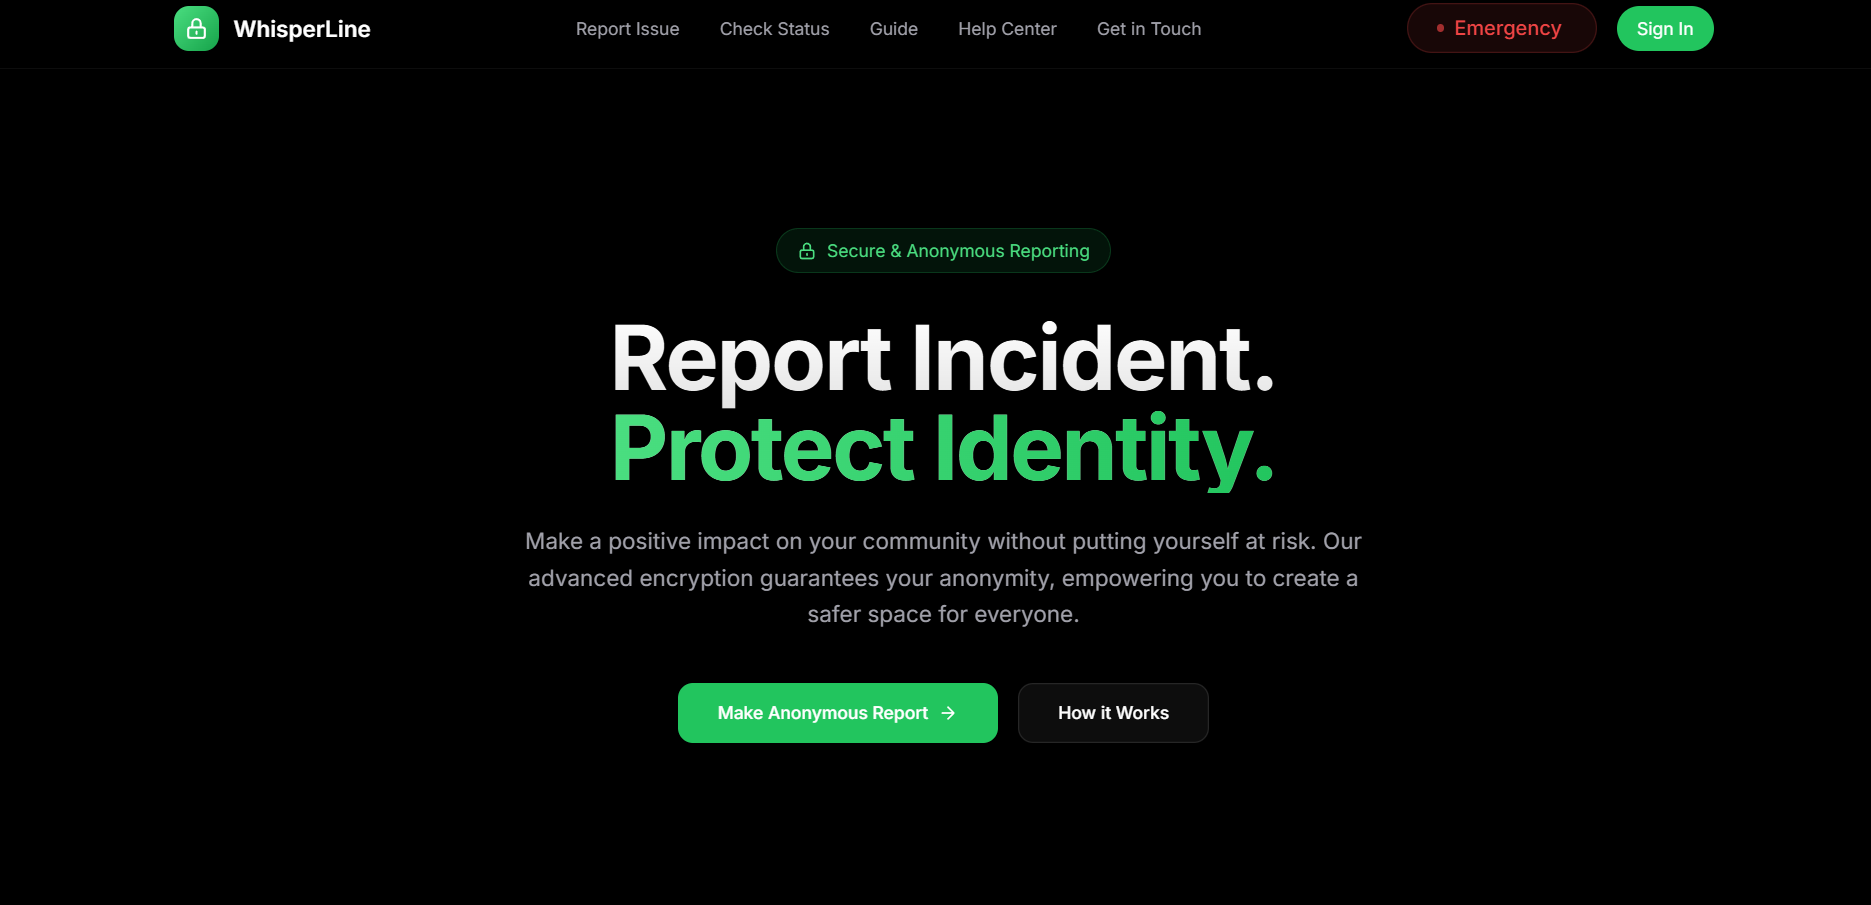 WhisperLine
Report Issue
Check Status
Guide
Help Center
Get in Touch
Emergency
Sign In
Secure & Anonymous Reporting
Report Incident.
Protect Identity.
Make a positive impact on your community without putting yourself at risk. Our
advanced encryption guarantees your anonymity, empowering you to create a
safer space for everyone.
Make Anonymous Report →
How it Works